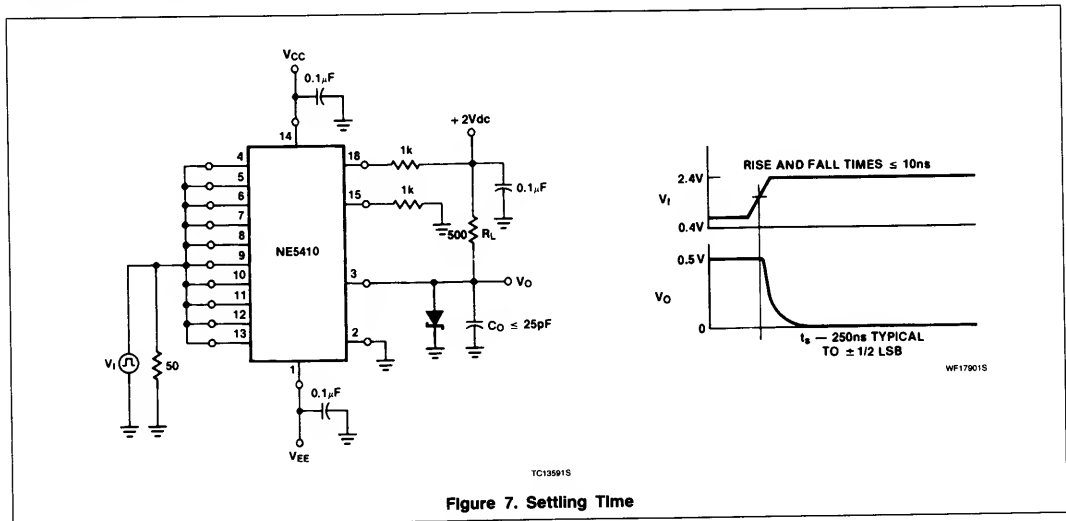 VCC
0.1μF
14
+ 2Vdc
4
5
6
7
8
9
10
11
12
13
NE5410
18
1k
15
1k
0.1μF
500
RL
3
VO
2
CO ≤ 25pF
VI
50
1
0.1μF
VEE
TC13591S
RISE AND FALL TIMES ≤ 10ns
2.4V
VI
0.4V
0.5V
VO
0
ts — 250ns TYPICAL
TO ± 1/2 LSB
WF17901S
Figure 7. Settling Time